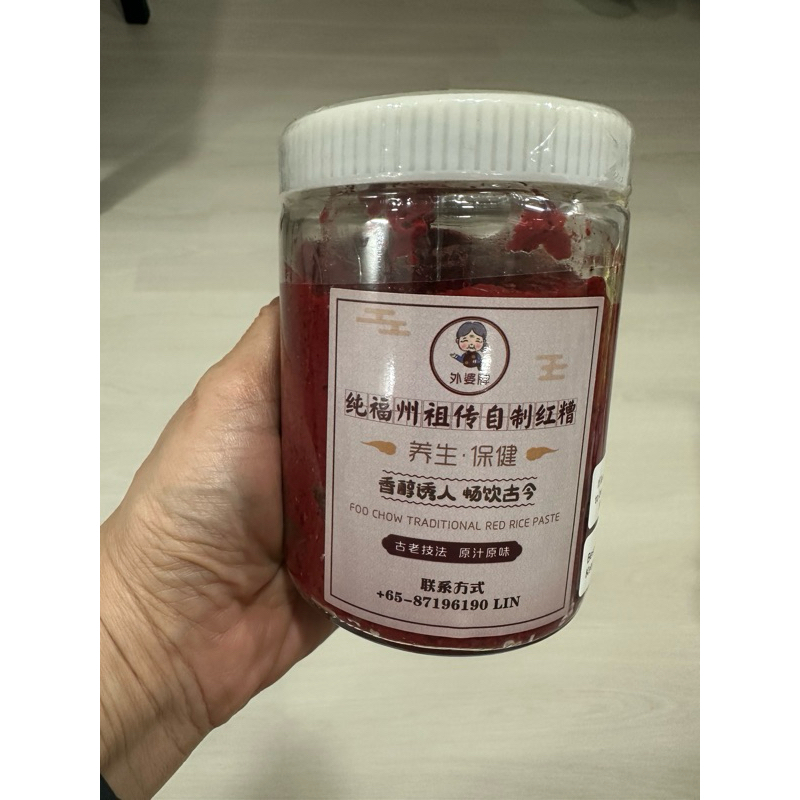 外婆牌
纯福州祖传自制红糟
养生·保健
香醇诱人 畅饮古今
FOO CHOW TRADITIONAL RED RICE PASTE
古老技法 原汁原味
联系方式
+65-87196190 LIN